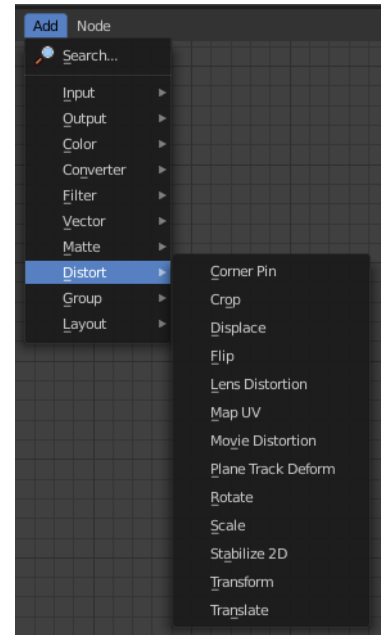 Add Node
Search...
Input
Output
Color
Converter
Filter
Vector
Matte
Distort
Group
Layout
Corner Pin
Crop
Displace
Flip
Lens Distortion
Map UV
Movie Distortion
Plane Track Deform
Rotate
Scale
Stabilize 2D
Transform
Translate